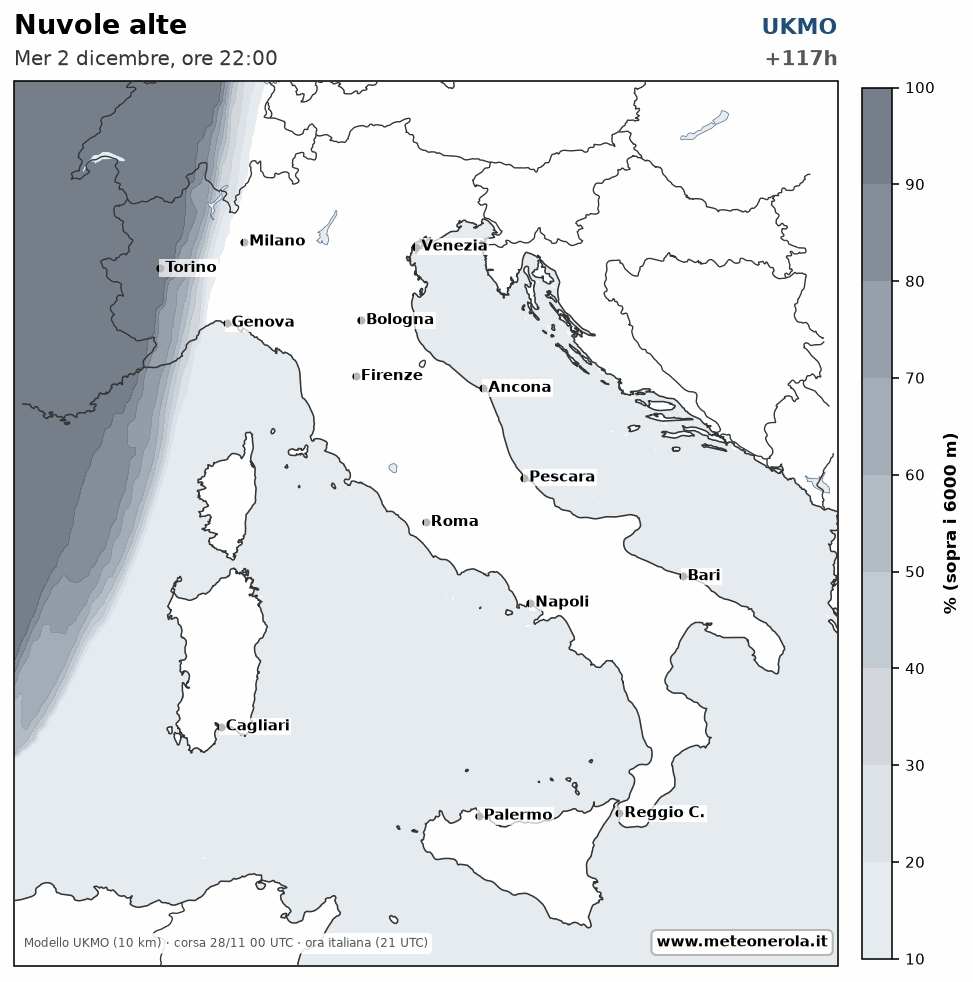 Nuvole alte
UKMO
Mer 2 dicembre, ore 22:00
+117h
100
90
80
70
60
50
40
30
20
10
% (sopra i 6000 m)
Milano
Venezia
Torino
Genova
Bologna
Firenze
Ancona
Pescara
Roma
Bari
Napoli
Cagliari
Palermo
Reggio C.
Modello UKMO (10 km) · corsa 28/11 00 UTC · ora italiana (21 UTC)
www.meteonerola.it